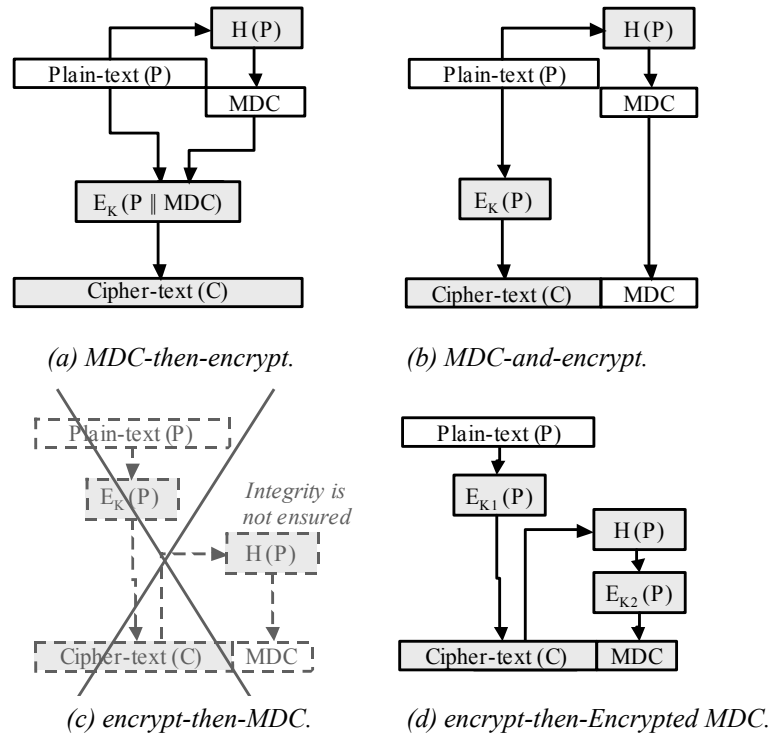 H(P)
Plain-text (P)
MDC
E_K(P || MDC)
Cipher-text (C)
(a) MDC-then-encrypt.
H(P)
Plain-text (P)
MDC
E_K(P)
Cipher-text (C) MDC
(b) MDC-and-encrypt.
Plain-text (P)
E_K(P)
Integrity is
not ensured
H(P)
Cipher-text (C) MDC
(c) encrypt-then-MDC.
Plain-text (P)
E_K1(P)
H(P)
E_K2(P)
Cipher-text (C) MDC
(d) encrypt-then-Encrypted MDC.